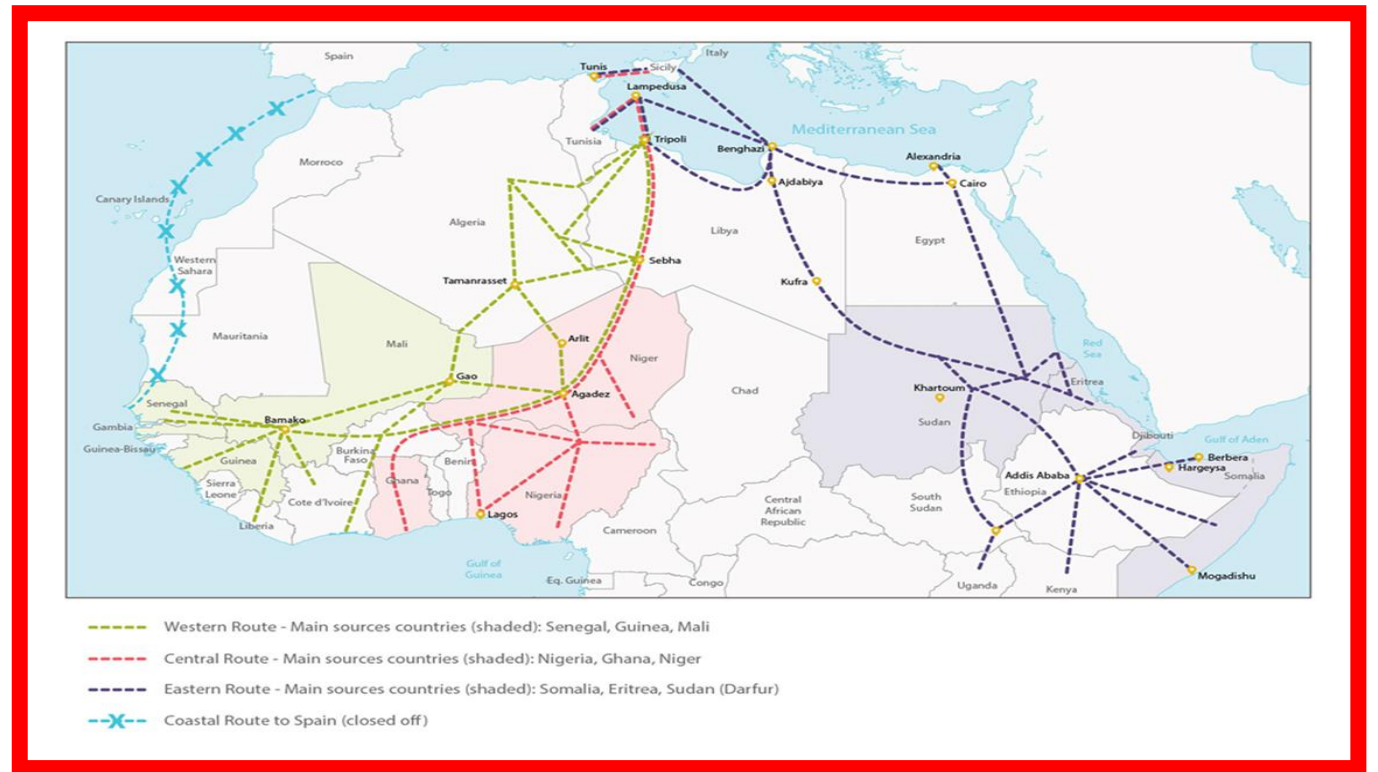 Spain
Italy
Tunis
Sicily
Lampedusa
Mediterranean Sea
Tunisia
Tripoli
Benghazi
Alexandria
Morroco
Ajdabiya
Cairo
Canary Islands
Algeria
Libya
Egypt
Western
Sahara
Sebha
Tamanrasset
Kufra
Mauritania
Mali
Arlit
Niger
Red
Sea
Gao
Agadez
Chad
Khartoum
Eritrea
Senegal
Sudan
Bamako
Gambia
Guinea-Bissau
Guinea
Burkina
Faso
Benin
Djibouti
Gulf of Aden
Berbera
Hargeysa
Somalia
Sierra
Leone
Cote d'Ivoire
Ghana
Togo
Nigeria
Addis Ababa
Ethiopia
Central
African
Republic
South
Sudan
Liberia
Lagos
Cameroon
Gulf of
Guinea
Eq. Guinea
Congo
Uganda
Kenya
Mogadishu
Western Route - Main sources countries (shaded): Senegal, Guinea, Mali
Central Route - Main sources countries (shaded): Nigeria, Ghana, Niger
Eastern Route - Main sources countries (shaded): Somalia, Eritrea, Sudan (Darfur)
Coastal Route to Spain (closed off)